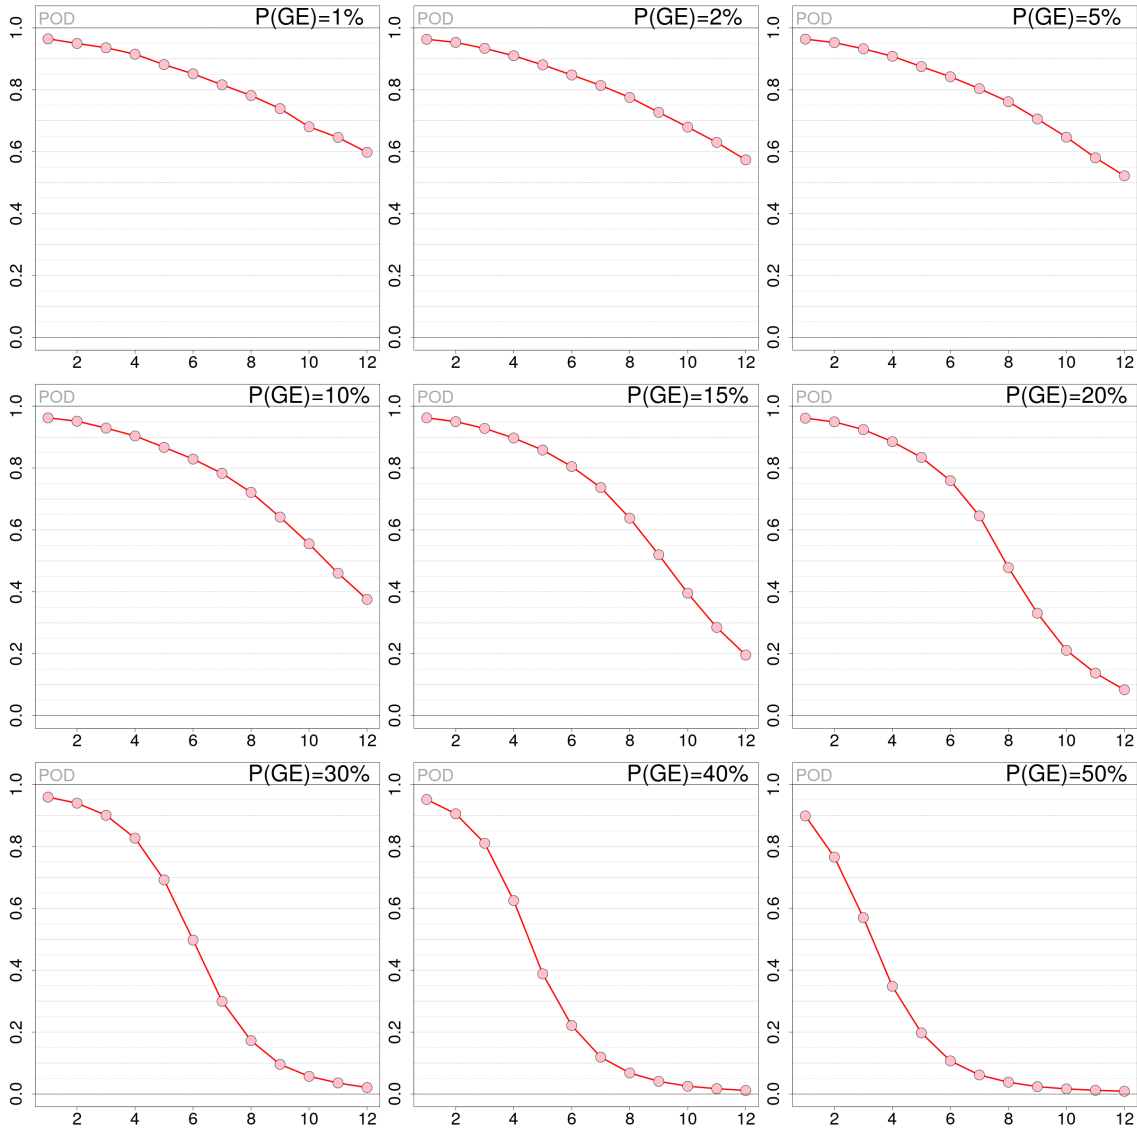 POD P(GE)=1% POD P(GE)=2% POD P(GE)=5%
1.0 1.0 1.0
0.8 0.8 0.8
0.6 0.6 0.6
0.4 0.4 0.4
0.2 0.2 0.2
0.0 0.0 0.0
2 4 6 8 10 12 2 4 6 8 10 12 2 4 6 8 10 12
POD P(GE)=10% POD P(GE)=15% POD P(GE)=20%
1.0 1.0 1.0
0.8 0.8 0.8
0.6 0.6 0.6
0.4 0.4 0.4
0.2 0.2 0.2
0.0 0.0 0.0
2 4 6 8 10 12 2 4 6 8 10 12 2 4 6 8 10 12
POD P(GE)=30% POD P(GE)=40% POD P(GE)=50%
1.0 1.0 1.0
0.8 0.8 0.8
0.6 0.6 0.6
0.4 0.4 0.4
0.2 0.2 0.2
0.0 0.0 0.0
2 4 6 8 10 12 2 4 6 8 10 12 2 4 6 8 10 12